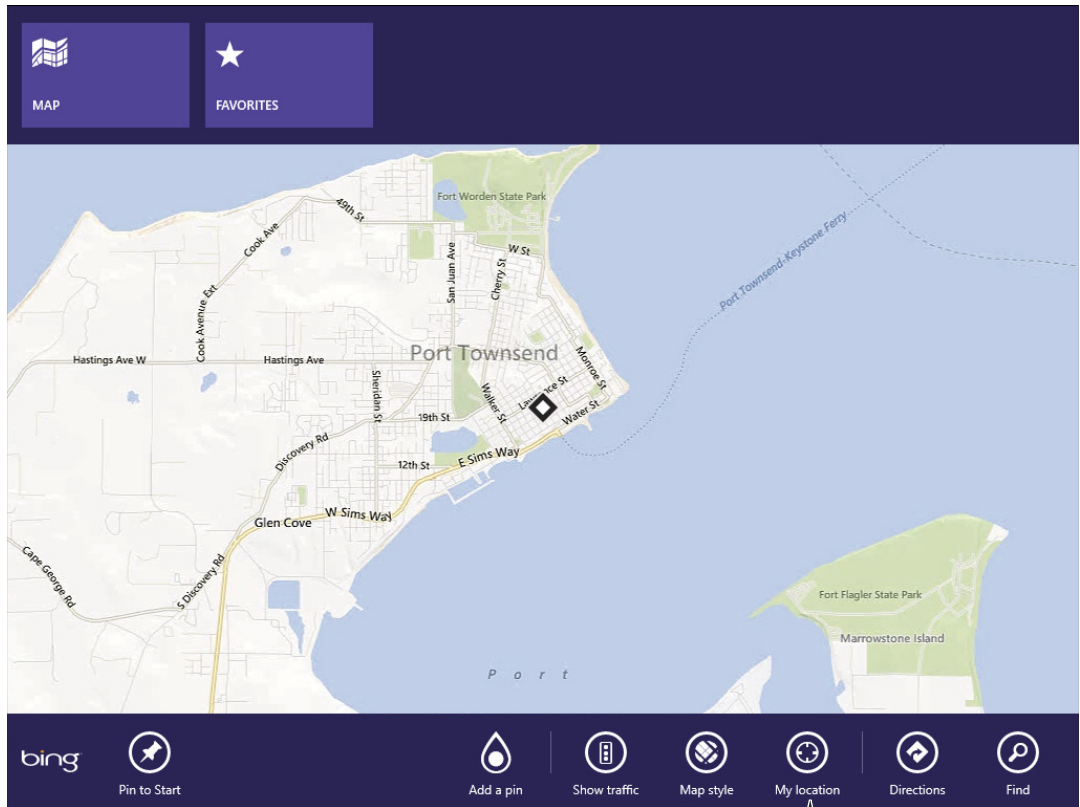 MAP
FAVORITES
Fort Worden State Park
49th St
Cook Ave
W St
San Juan Ave
Cherry St
Port Townsend-Keystone Ferry
Cook Avenue Ext
Port Townsend
Hastings Ave W
Hastings Ave
Monroe St
Sheridan St
Lawrence St
Walker St
Water St
19th St
Discovery Rd
E Sims Way
12th St
W Sims Way
Glen Cove
Cape George Rd
S Discovery Rd
Fort Flagler State Park
Marrowstone Island
Port
bing
Pin to Start
Add a pin
Show traffic
Map style
My location
Directions
Find